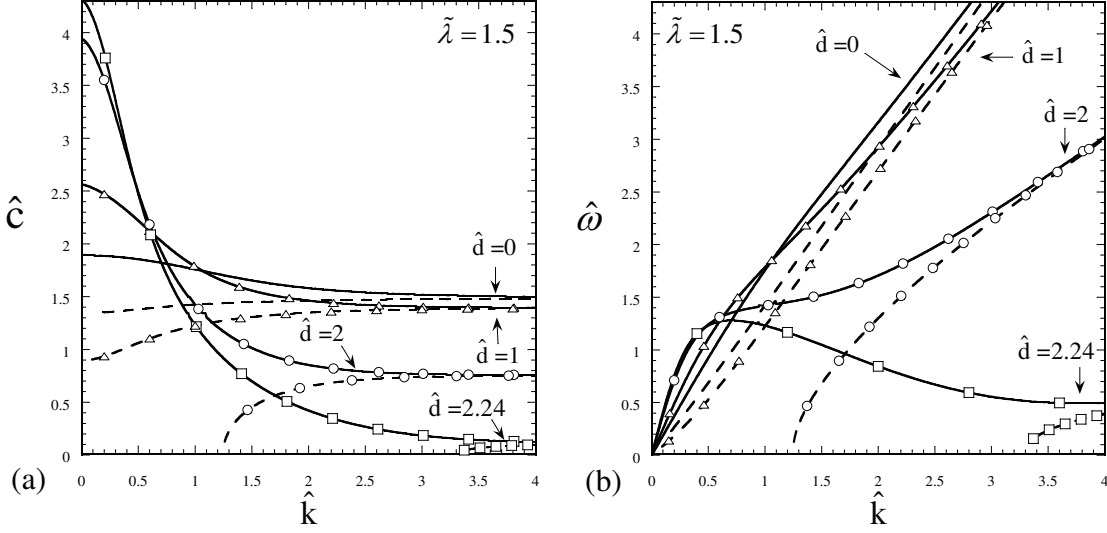 λ̃ = 1.5
ĉ
4
3.5
3
2.5
2
1.5
1
0.5
0
d̂ =0
d̂ =1
d̂ =2
d̂ =2.24
0 0.5 1 1.5 2 2.5 3 3.5 4
k̂
(a)
λ̃ = 1.5
ω̂
4
3.5
3
2.5
2
1.5
1
0.5
0
d̂=0
d̂ =1
d̂ =2
d̂ =2.24
0 0.5 1 1.5 2 2.5 3 3.5 4
k̂
(b)